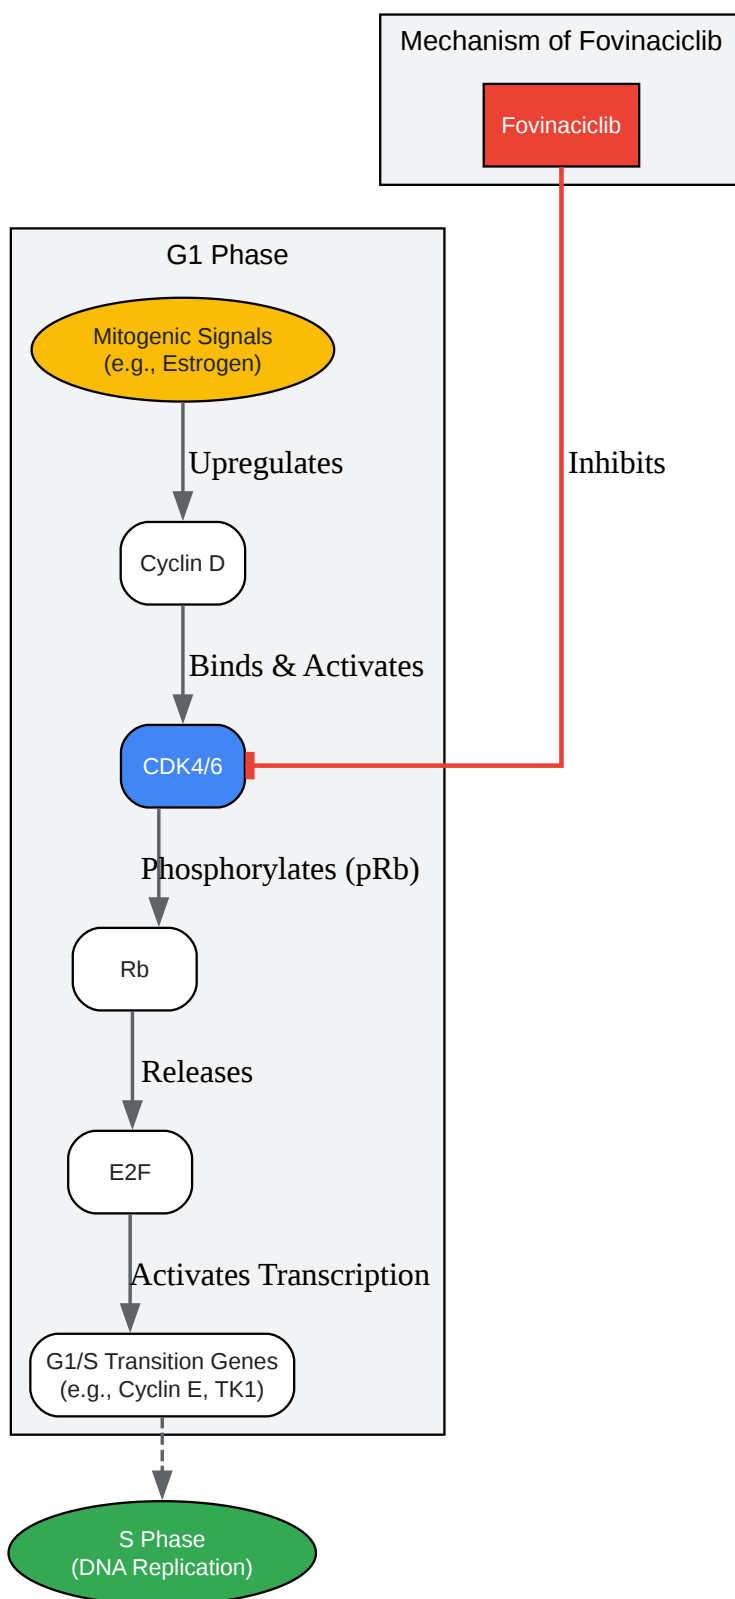 Mechanism of Fovinaciclib
Fovinaciclib
G1 Phase
Mitogenic Signals
(e.g., Estrogen)
Upregulates
Inhibits
Cyclin D
Binds & Activates
CDK4/6
Phosphorylates (pRb)
Rb
Releases
E2F
Activates Transcription
G1/S Transition Genes
(e.g., Cyclin E, TK1)
S Phase
(DNA Replication)